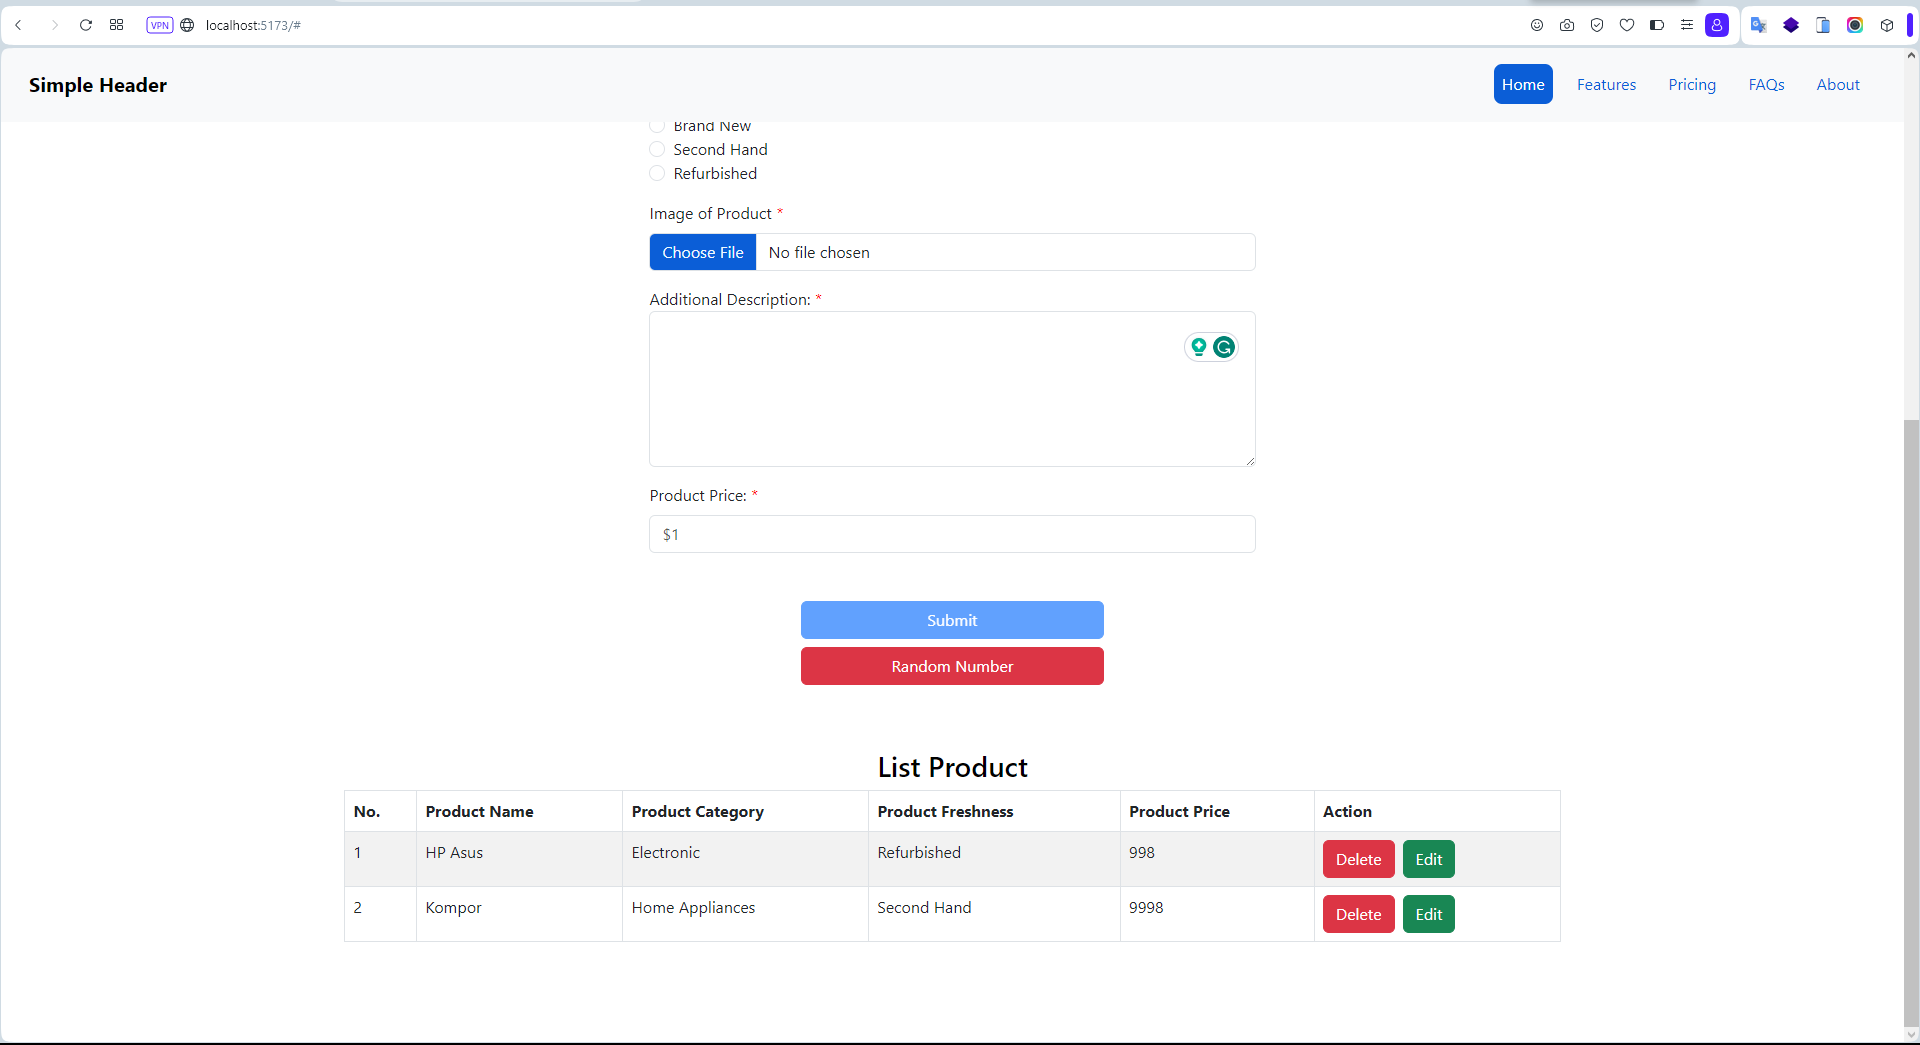 VPN localhost:5173/#
Simple Header
Home Features Pricing FAQs About
Brand New
Second Hand
Refurbished
Image of Product *
Choose File No file chosen
Additional Description: *
Product Price: *
$1
Submit
Random Number
List Product
No. Product Name Product Category Product Freshness Product Price Action
1 HP Asus Electronic Refurbished 998 Delete Edit
2 Kompor Home Appliances Second Hand 9998 Delete Edit